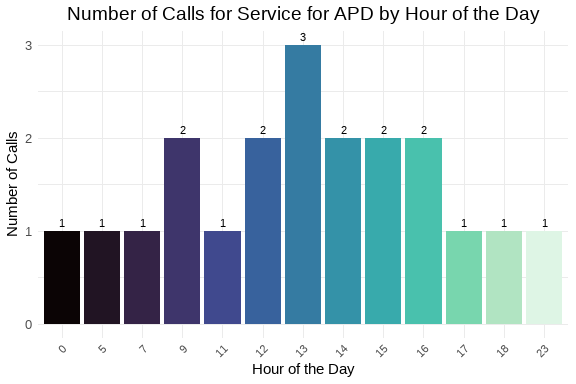 Number of Calls for Service for APD by Hour of the Day
Number of Calls
3
2
1
0
1 1 1 2 1 2 3 2 2 2 1 1 1
0 5 7 9 11 12 13 14 15 16 17 18 23
Hour of the Day